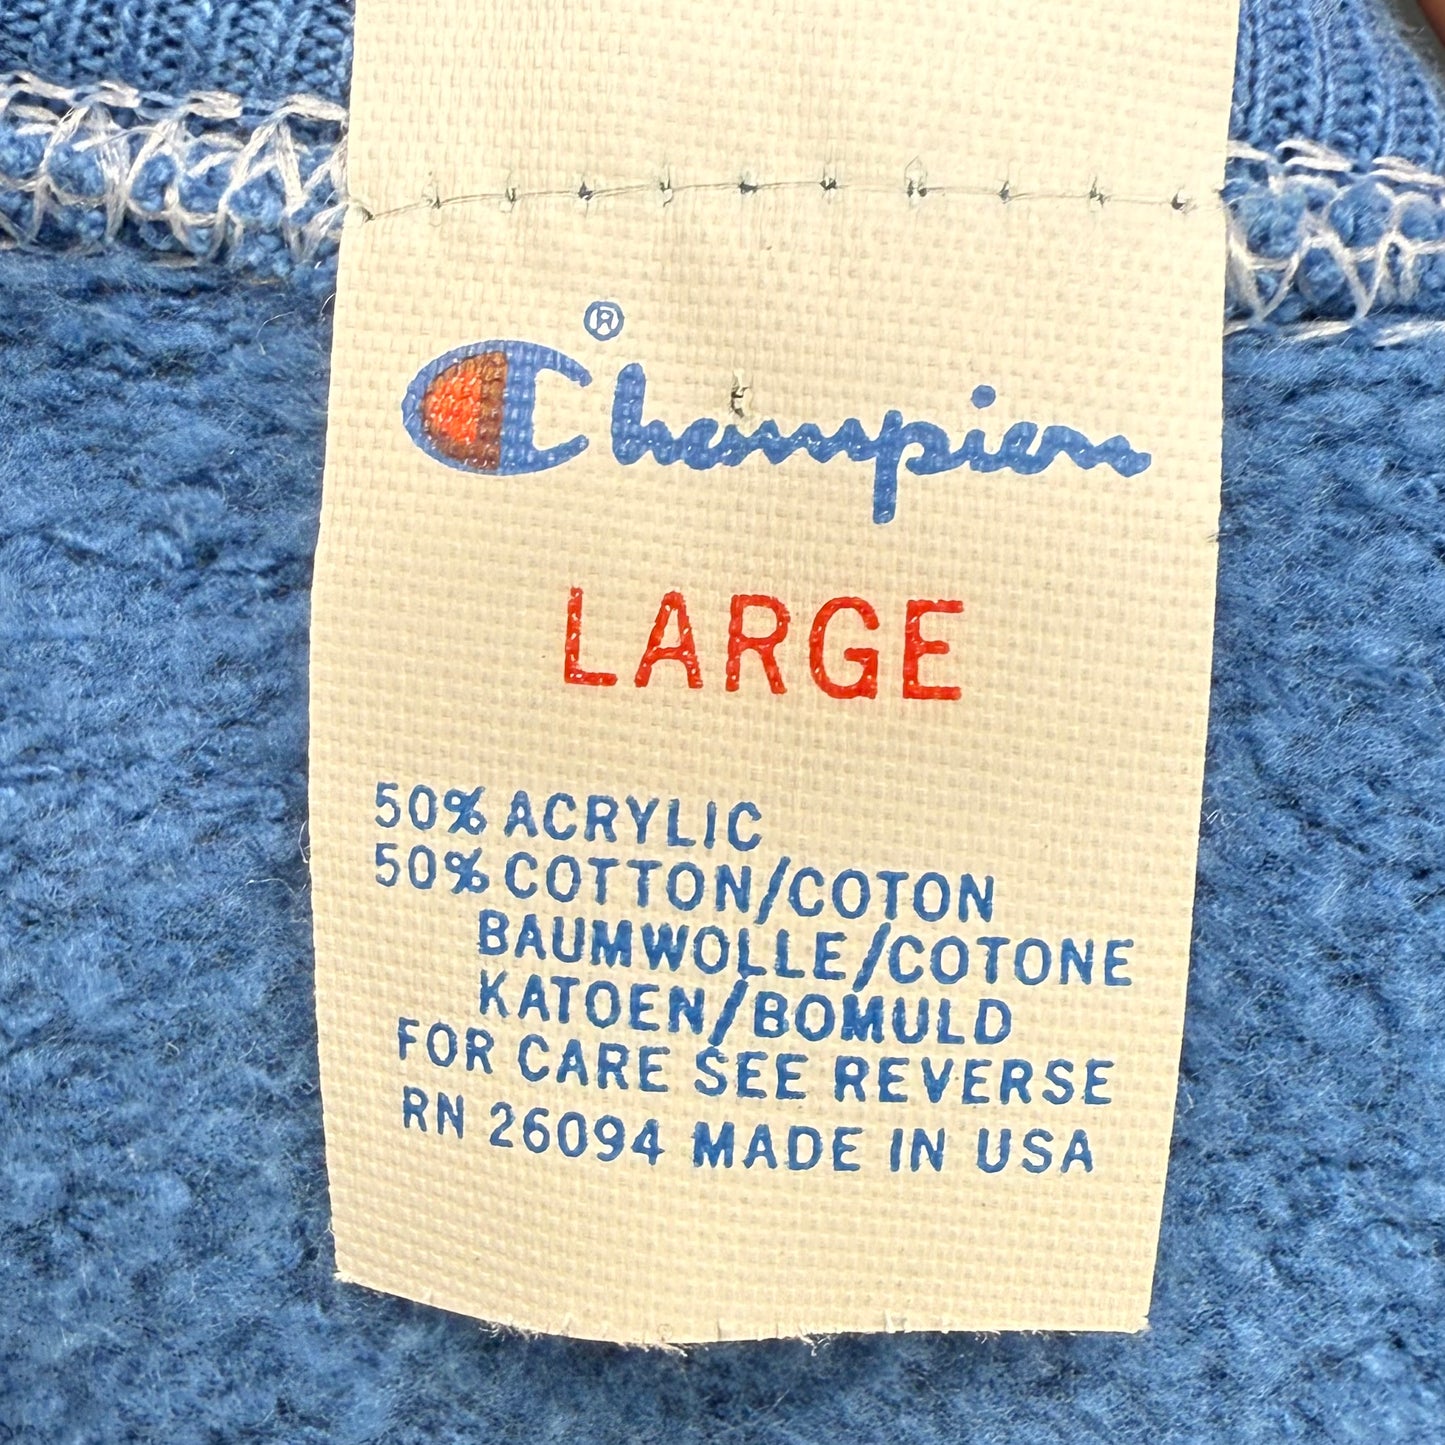 Champion®
LARGE
50% ACRYLIC
50% COTTON/COTON
BAUMWOLLE/COTONE
KATOEN/BOMULD
FOR CARE SEE REVERSE
RN 26094 MADE IN USA